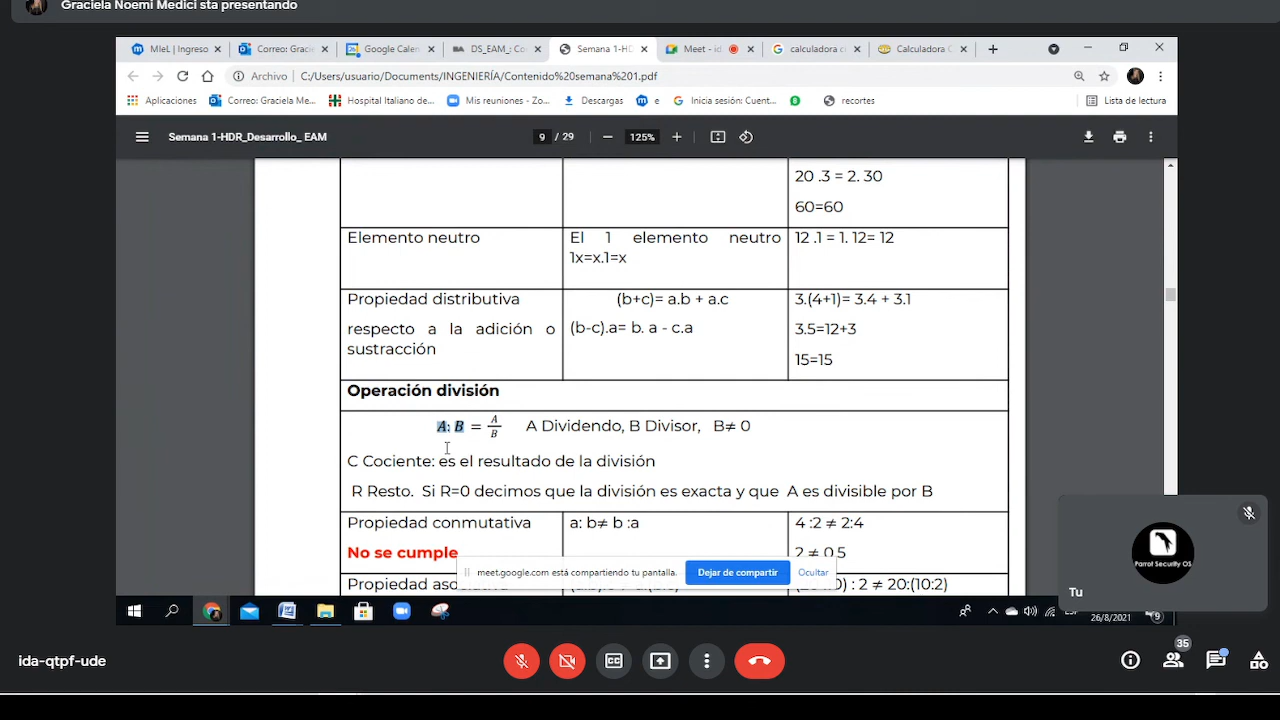 Graciela Noemi Medici sta presentando
MIeL | Ingreso
Correo: Graci
Google Calen
DS_EAM_: Co
Semana 1-HD
Meet - id
calculadora ci
Calculadora C
Archivo | C:/Users/usuario/Documents/INGENIERÍA/Contenido%20semana%201.pdf
Aplicaciones
Correo: Graciela Me...
Hospital Italiano de...
Mis reuniones - Zo...
Descargas
e
Inicia sesión: Cuent...
recortes
Lista de lectura
Semana 1-HDR_Desarrollo_ EAM
9 / 29
125%
20 .3 = 2. 30
60=60
Elemento neutro
El 1 elemento neutro
1x=x.1=x
12 .1 = 1. 12= 12
Propiedad distributiva
respecto a la adición o
sustracción
(b+c)= a.b + a.c
(b-c).a= b. a - c.a
3.(4+1)= 3.4 + 3.1
3.5=12+3
15=15
Operación división
A: B = A/B A Dividendo, B Divisor, B≠ 0
C Cociente: es el resultado de la división
R Resto. Si R=0 decimos que la división es exacta y que A es divisible por B
Propiedad conmutativa
No se cumple
a: b≠ b :a
4 :2 ≠ 2:4
2 ≠ 0,5
Propiedad aso
: 2 ≠ 20:(10:2)
meet.google.com está compartiendo tu pantalla.
Dejar de compartir
Ocultar
Parrot Security OS
Tu
26/8/2021
9
ida-qtpf-ude
35